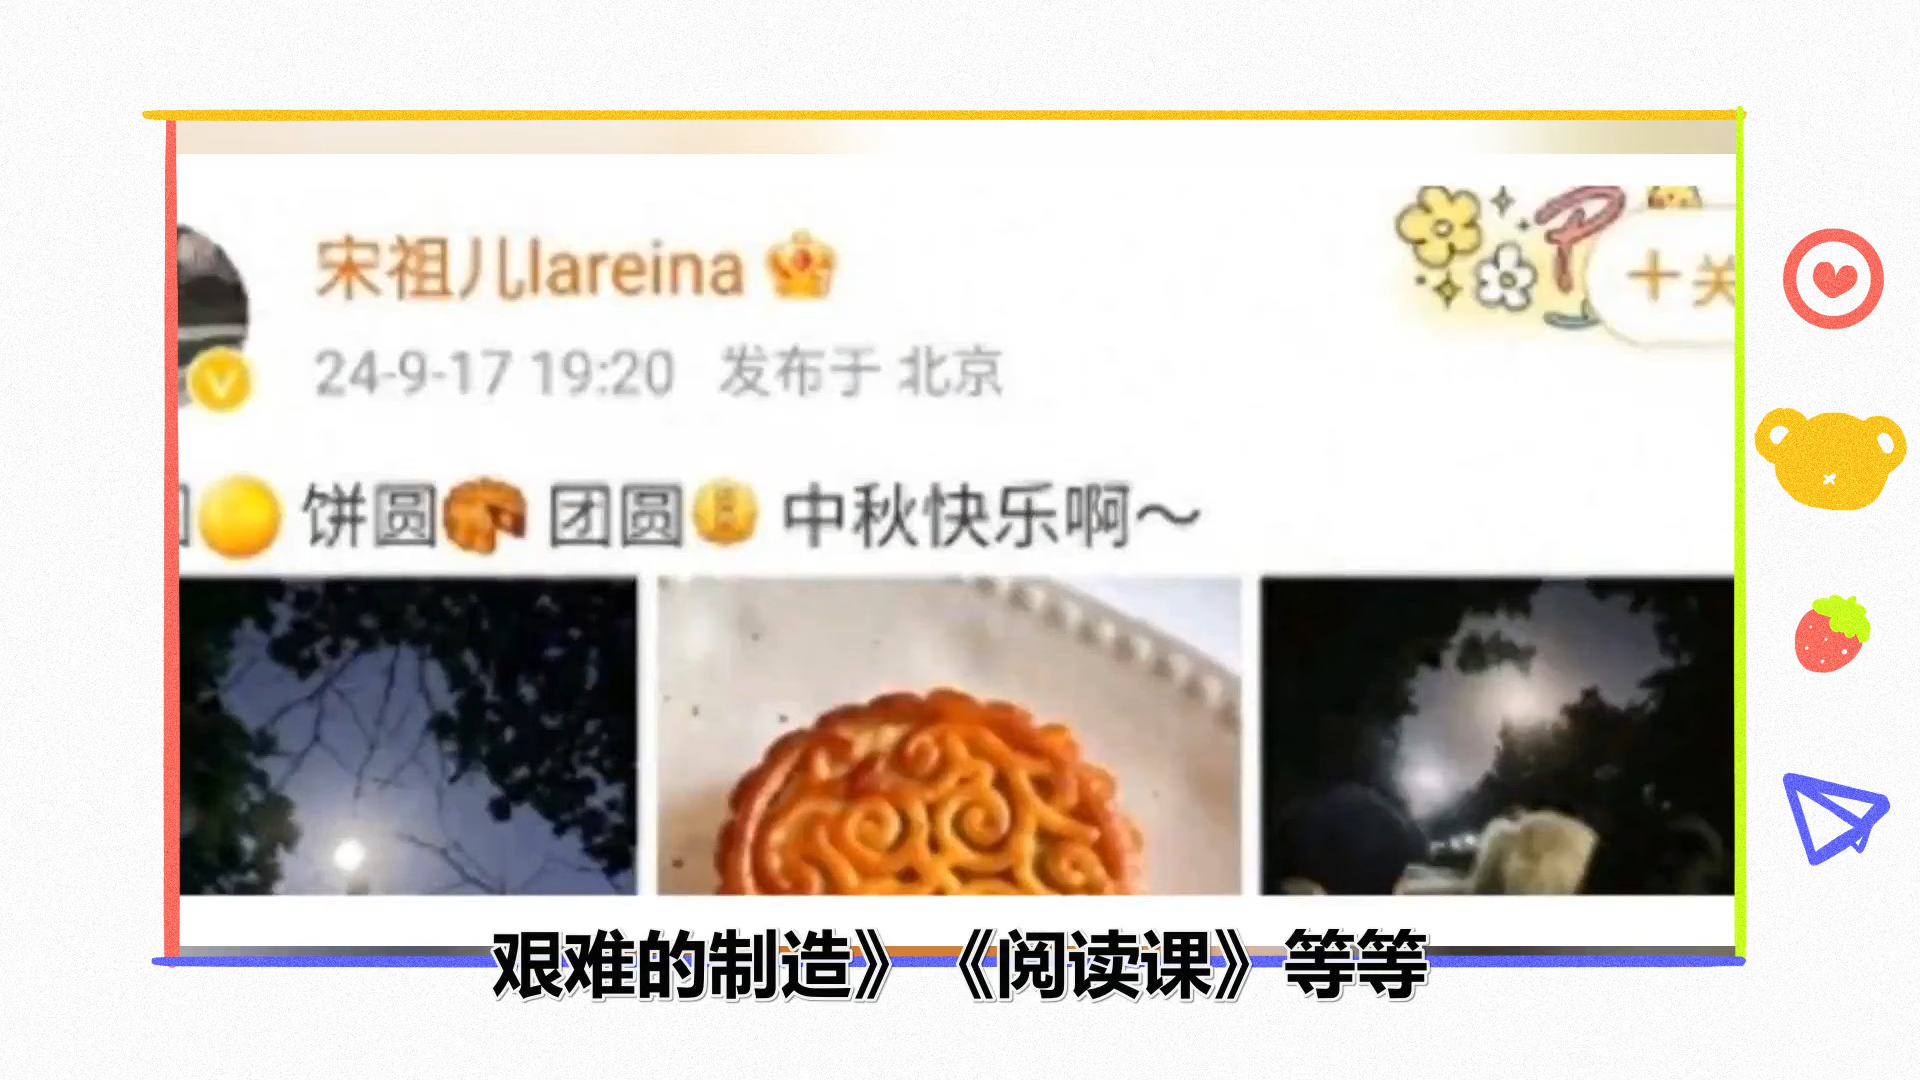 宋祖儿lareina
+关
24-9-17 19:20 发布于 北京
饼圆 团圆 中秋快乐啊～
艰难的制造》《阅读课》等等